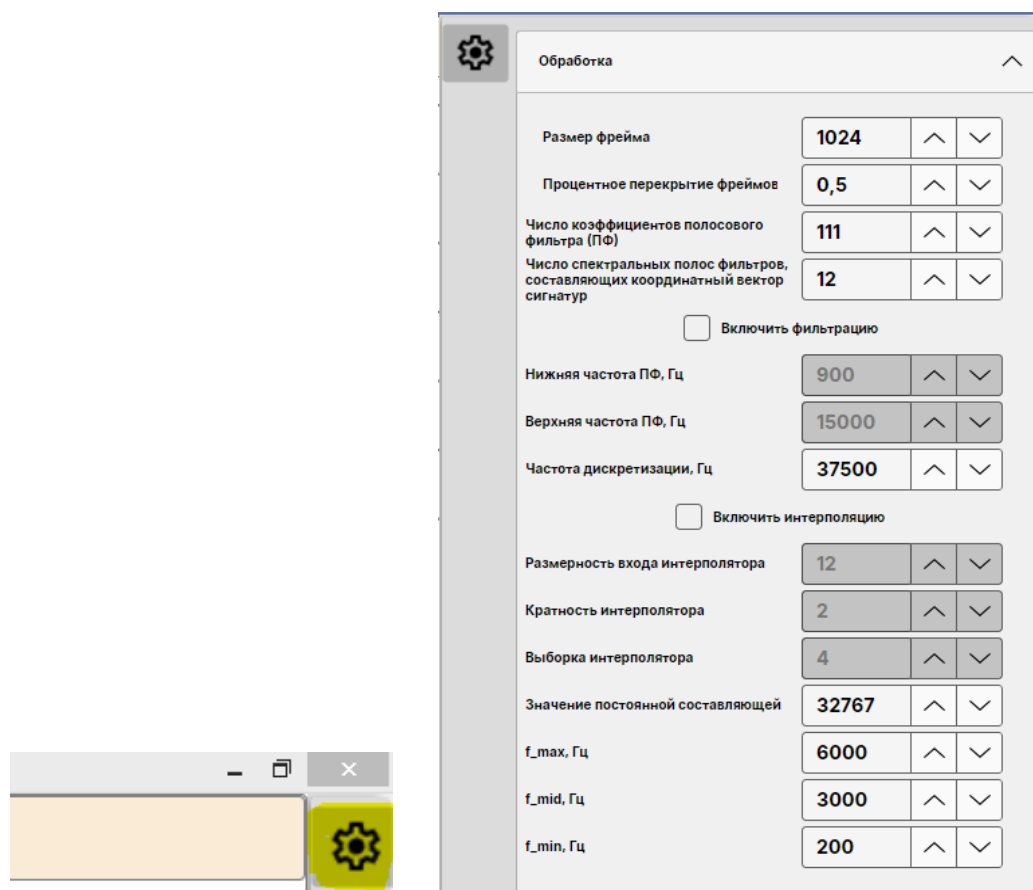 Обработка
Размер фрейма 1024
Процентное перекрытие фреймов 0,5
Число коэффициентов полосового
фильтра (ПФ) 111
Число спектральных полос фильтров,
составляющих координатный вектор
сигнатур 12
Включить фильтрацию
Нижняя частота ПФ, Гц 900
Верхняя частота ПФ, Гц 15000
Частота дискретизации, Гц 37500
Включить интерполяцию
Размерность входа интерполятора 12
Кратность интерполятора 2
Выборка интерполятора 4
Значение постоянной составляющей 32767
f_max, Гц 6000
f_mid, Гц 3000
f_min, Гц 200